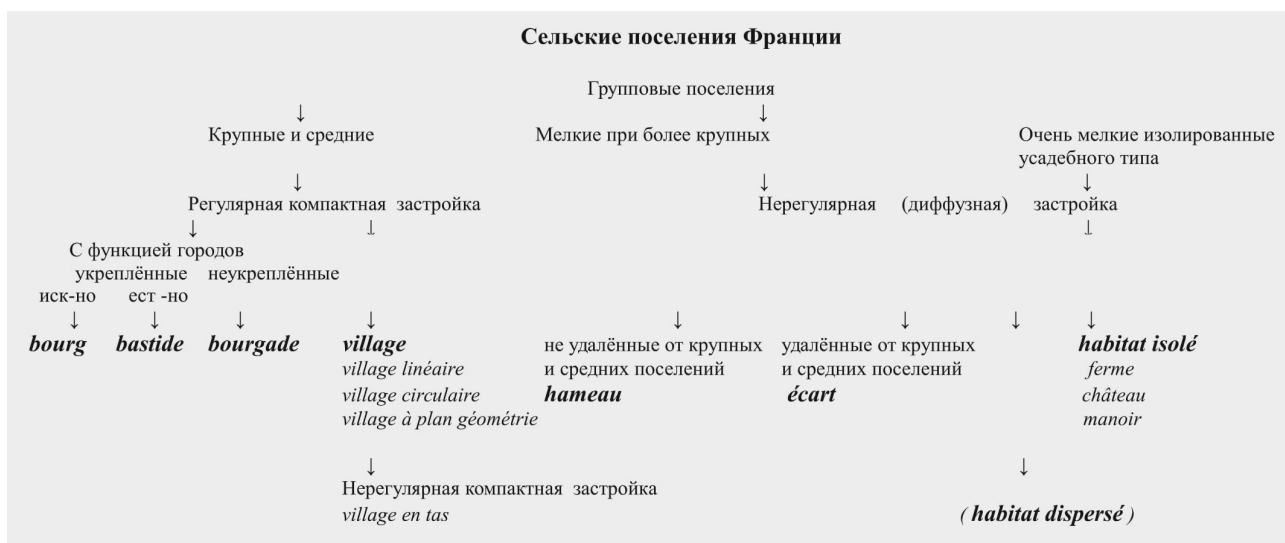 Сельские поселения Франции
Групповые поселения
↓ ↓
Крупные и средние Мелкие при более крупных Очень мелкие изолированные
усадебного типа
↓ ↓ ↓
Регулярная компактная застройка Нерегулярная (диффузная) застройка
↓ ↓ ↓
С функцией городов
укреплённые неукреплённые
иск-но ест -но
↓ ↓ ↓ ↓ ↓ ↓ ↓ ↓
bourg bastide bourgade village не удалённые от крупных удалённые от крупных habitat isolé
village linéaire и средних поселений и средних поселений ferme
village circulaire hameau écart château
village à plan géométrie manoir
↓ ↓
Нерегулярная компактная застройка
village en tas ( habitat dispersé )